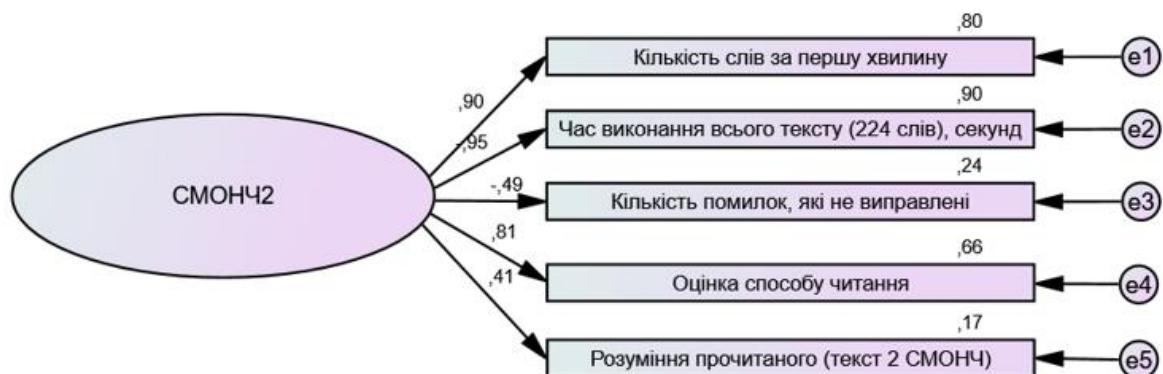 ,80
Кількість слів за першу хвилину
e1
,90
,90
Час виконання всього тексту (224 слів), секунд
e2
-,95
СМОНЧ2
,24
-,49
Кількість помилок, які не виправлені
e3
,81
,66
Оцінка способу читання
e4
,41
,17
Розуміння прочитаного (текст 2 СМОНЧ)
e5